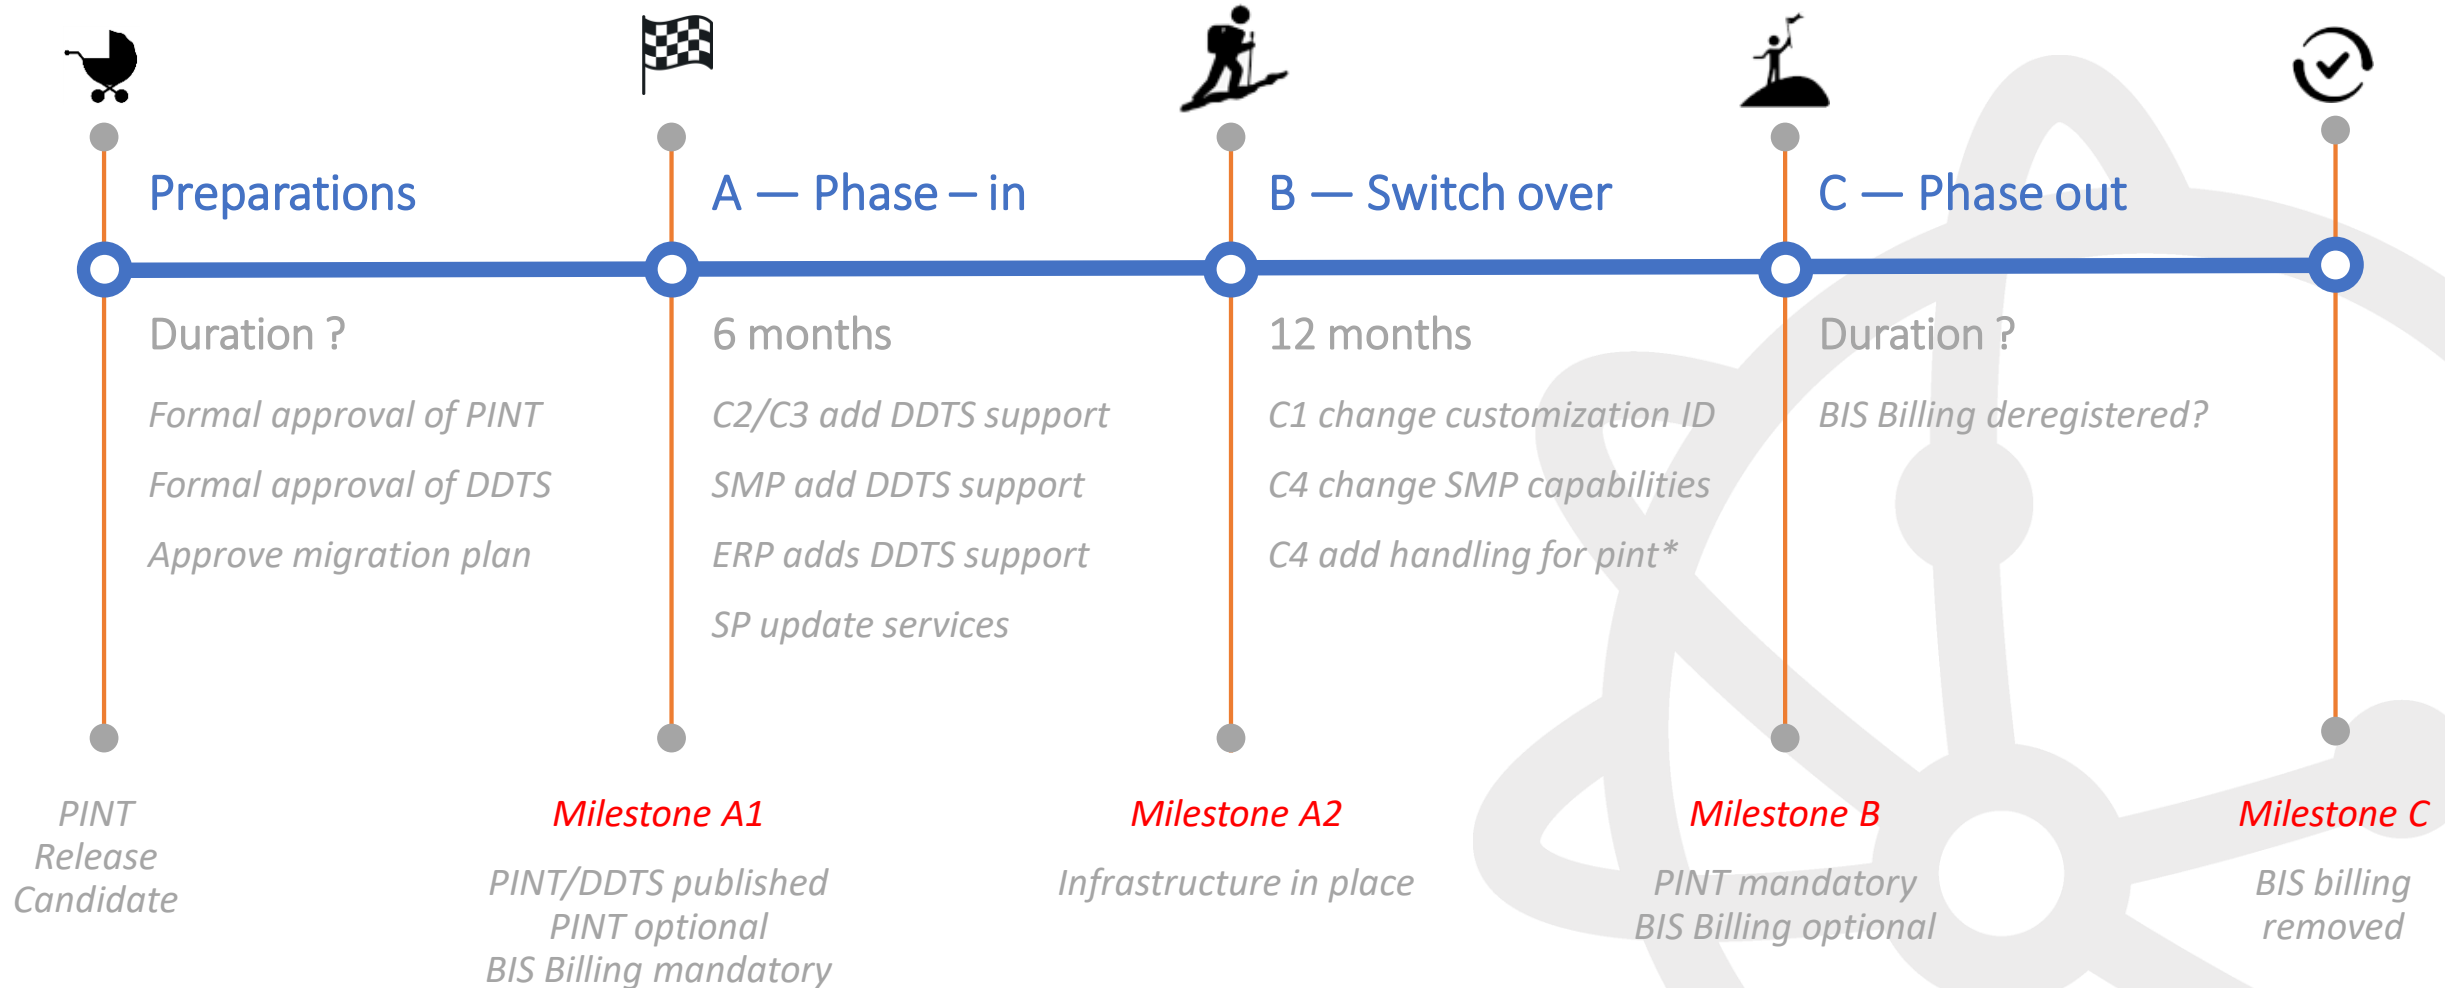 Preparations
A — Phase – in
B — Switch over
C — Phase out
Duration ?
6 months
12 months
Duration ?
Formal approval of PINT
Formal approval of DDTS
Approve migration plan
C2/C3 add DDTS support
SMP add DDTS support
ERP adds DDTS support
SP update services
C1 change customization ID
C4 change SMP capabilities
C4 add handling for pint*
BIS Billing deregistered?
PINT
Release
Candidate
Milestone A1
PINT/DDTS published
PINT optional
BIS Billing mandatory
Milestone A2
Infrastructure in place
Milestone B
PINT mandatory
BIS Billing optional
Milestone C
BIS billing
removed